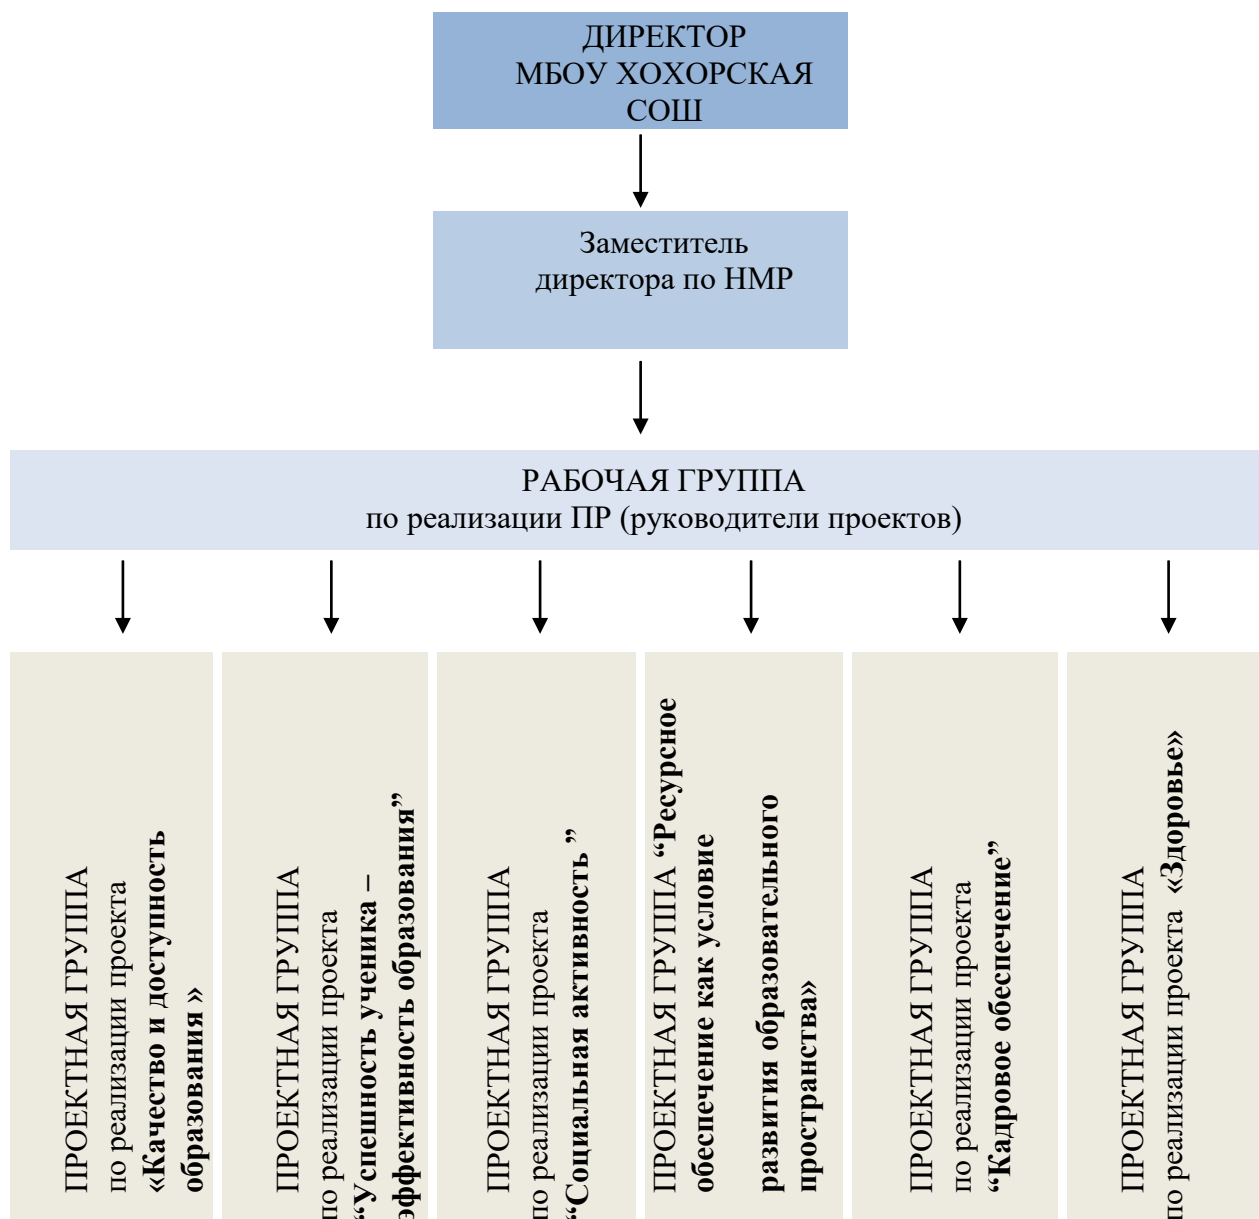 ДИРЕКТОР
МБОУ ХОХОРСКАЯ
СОШ
Заместитель
директора по НМР
РАБОЧАЯ ГРУППА
по реализации ПР (руководители проектов)
ПРОЕКТНАЯ ГРУППА
по реализации проекта
«Качество и доступность
образования »
ПРОЕКТНАЯ ГРУППА
по реализации проекта
“Успешность ученика –
эффективность образования”
ПРОЕКТНАЯ ГРУППА
по реализации проекта
“Социальная активность ”
ПРОЕКТНАЯ ГРУППА “Ресурсное
обеспечение как условие
развития образовательного
пространства»
ПРОЕКТНАЯ ГРУППА
по реализации проекта
“Кадровое обеспечение”
ПРОЕКТНАЯ ГРУППА
по реализации проекта «Здоровье»